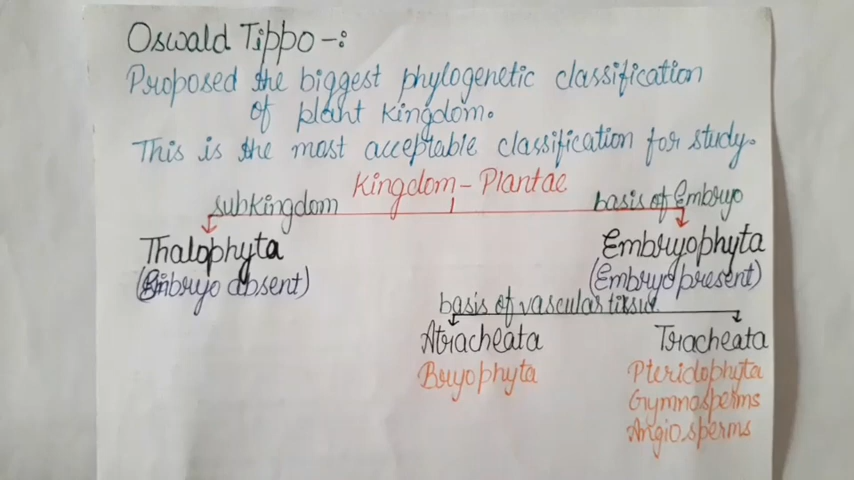 Oswald Tippo -:
Proposed the biggest phylogenetic classification
of plant kingdom.
This is the most acceptable classification for study.
Kingdom - Plantae
subkingdom basis of Embryo
Thalophyta Embryophyta
(Embryo absent) (Embryo present)
basis of vascular tissue
Atracheata Tracheata
Bryophyta Pteridophyta
Gymnosperms
Angiosperms